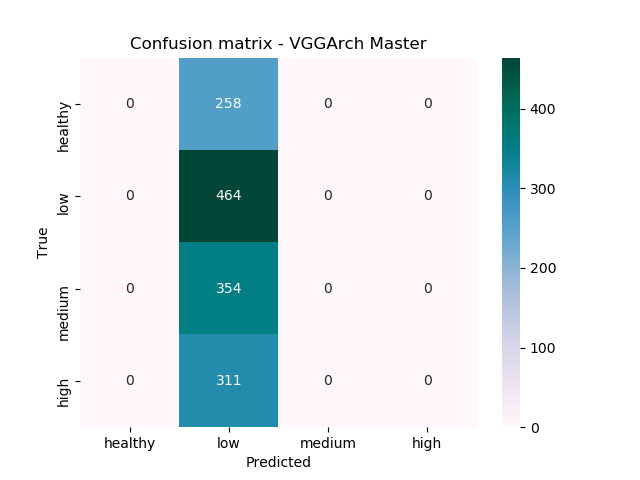 Confusion matrix - VGGArch Master
True
healthy
0 258 0 0
low
0 464 0 0
medium
0 354 0 0
high
0 311 0 0
healthy low medium high
Predicted
400
300
200
100
0